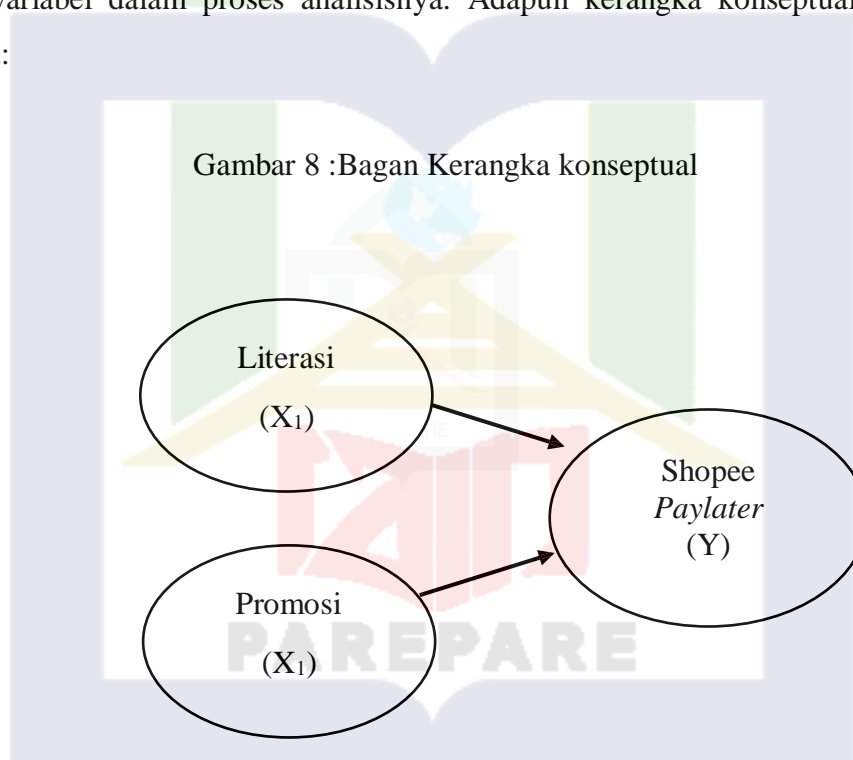 variabel dalam proses analisisnya. Adapun kerangka konseptual
:
Gambar 8 :Bagan Kerangka konseptual
Literasi
(X₁)
Shopee
Paylater
(Y)
Promosi
(X₁)
PAREPARE